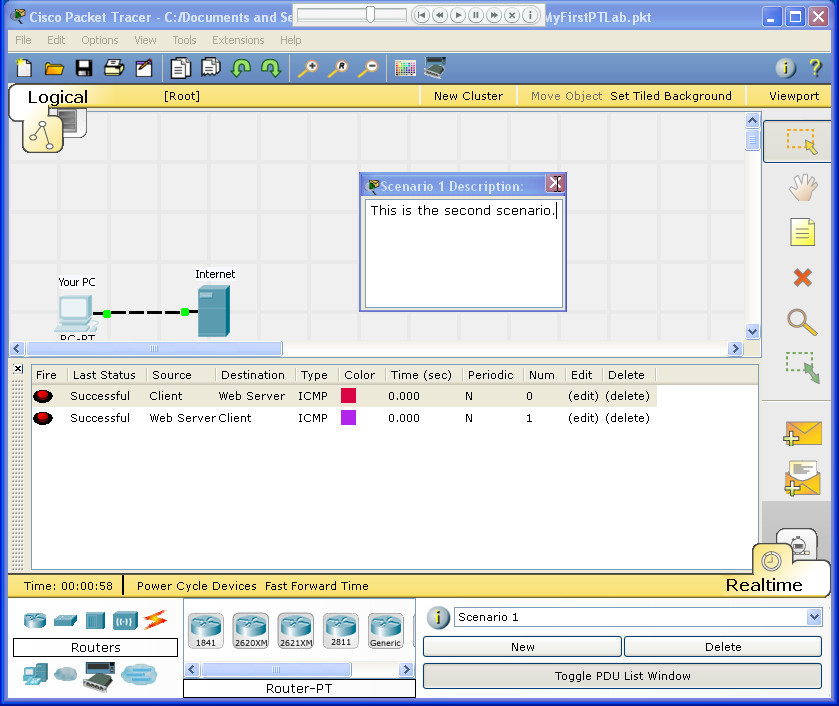 Cisco Packet Tracer - C:/Documents and Se
MyFirstPTLab.pkt
File Edit Options View Tools Extensions Help
Logical [Root] New Cluster Move Object Set Tiled Background Viewport
Scenario 1 Description:
This is the second scenario.
Internet
Your PC
PC-PT
Fire Last Status Source Destination Type Color Time (sec) Periodic Num Edit Delete
Successful Client Web Server ICMP 0.000 N 0 (edit) (delete)
Successful Web Server Client ICMP 0.000 N 1 (edit) (delete)
Time: 00:00:58 Power Cycle Devices Fast Forward Time
Realtime
Scenario 1
1841 2620XM 2621XM 2811 Generic
Routers
New Delete
Toggle PDU List Window
Router-PT